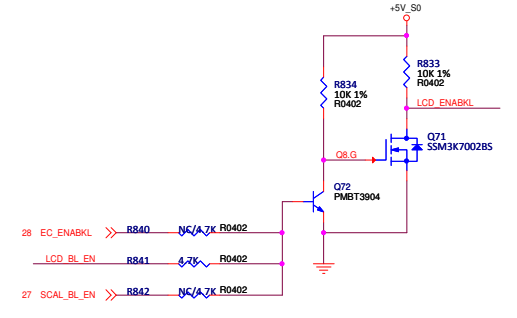 +5V_S0
R833
10K 1%
R0402
R834
10K 1%
R0402
LCD_ENABKL
Q71
SSM3K7002BS
Q8.G
Q72
PMBT3904
28 EC_ENABKL R840 NC/4.7K R0402
LCD_BL_EN R841 4.7K R0402
27 SCAL_BL_EN R842 NC/4.7K R0402